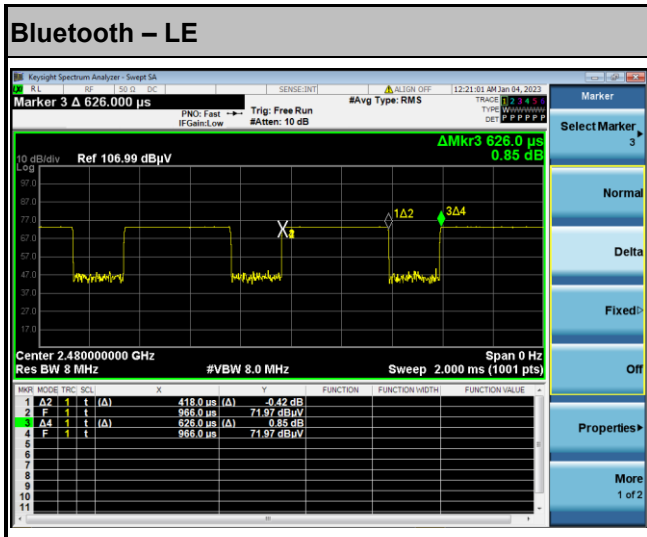 Bluetooth – LE
Keysight Spectrum Analyzer - Swept SA
RL RF 50 Ω DC SENSE:INT ALIGN OFF 12:21:01 AM Jan 04, 2023
Marker 3 Δ 626.000 µs
PNO: Fast
IFGain:Low
Trig: Free Run
#Atten: 10 dB
#Avg Type: RMS
TRACE 1 2 3 4 5 6
TYPE WWWWWW
DET P P P P P P
ΔMkr3 626.0 µs
0.85 dB
10 dB/div Ref 106.99 dBµV
Log
97.0
87.0
77.0
67.0
57.0
47.0
37.0
27.0
17.0
1Δ2
3Δ4
Center 2.480000000 GHz
Span 0 Hz
Res BW 8 MHz #VBW 8.0 MHz Sweep 2.000 ms (1001 pts)
MKR MODE TRC SCL X Y FUNCTION FUNCTION WIDTH FUNCTION VALUE
1 Δ2 1 t (Δ) 418.0 µs (Δ) -0.42 dB
2 F 1 t 966.0 µs 71.97 dBµV
3 Δ4 1 t (Δ) 626.0 µs (Δ) 0.85 dB
4 F 1 t 966.0 µs 71.97 dBµV
5
6
7
8
9
10
11
Marker
Select Marker
3
Normal
Delta
Fixed
Off
Properties
More
1 of 2